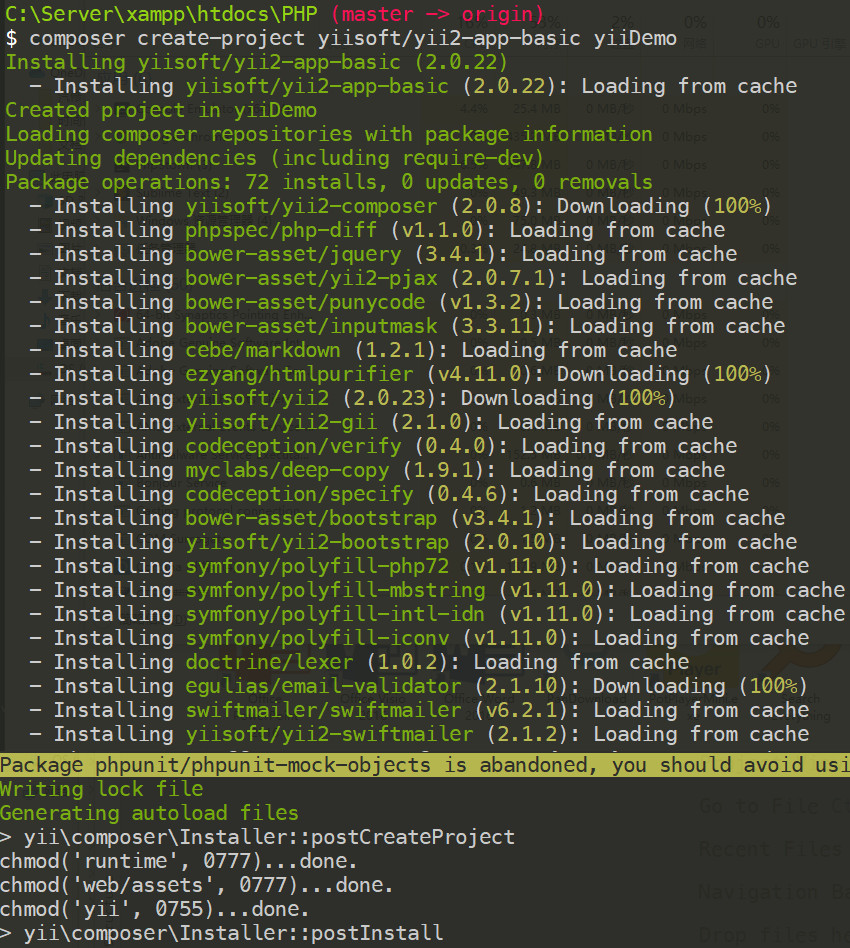 C:\Server\xampp\htdocs\PHP (master -> origin)
$ composer create-project yiisoft/yii2-app-basic yiiDemo
Installing yiisoft/yii2-app-basic (2.0.22)
  - Installing yiisoft/yii2-app-basic (2.0.22): Loading from cache
Created project in yiiDemo
Loading composer repositories with package information
Updating dependencies (including require-dev)
Package operations: 72 installs, 0 updates, 0 removals
  - Installing yiisoft/yii2-composer (2.0.8): Downloading (100%)
  - Installing phpspec/php-diff (v1.1.0): Loading from cache
  - Installing bower-asset/jquery (3.4.1): Loading from cache
  - Installing bower-asset/yii2-pjax (2.0.7.1): Loading from cache
  - Installing bower-asset/punycode (v1.3.2): Loading from cache
  - Installing bower-asset/inputmask (3.3.11): Loading from cache
  - Installing cebe/markdown (1.2.1): Loading from cache
  - Installing ezyang/htmlpurifier (v4.11.0): Downloading (100%)
  - Installing yiisoft/yii2 (2.0.23): Downloading (100%)
  - Installing yiisoft/yii2-gii (2.1.0): Loading from cache
  - Installing codeception/verify (0.4.0): Loading from cache
  - Installing myclabs/deep-copy (1.9.1): Loading from cache
  - Installing codeception/specify (0.4.6): Loading from cache
  - Installing bower-asset/bootstrap (v3.4.1): Loading from cache
  - Installing yiisoft/yii2-bootstrap (2.0.10): Loading from cache
  - Installing symfony/polyfill-php72 (v1.11.0): Loading from cache
  - Installing symfony/polyfill-mbstring (v1.11.0): Loading from cache
  - Installing symfony/polyfill-intl-idn (v1.11.0): Loading from cache
  - Installing symfony/polyfill-iconv (v1.11.0): Loading from cache
  - Installing doctrine/lexer (1.0.2): Loading from cache
  - Installing egulias/email-validator (2.1.10): Downloading (100%)
  - Installing swiftmailer/swiftmailer (v6.2.1): Loading from cache
  - Installing yiisoft/yii2-swiftmailer (2.1.2): Loading from cache
Package phpunit/phpunit-mock-objects is abandoned, you should avoid usi
Writing lock file
Generating autoload files
> yii\composer\Installer::postCreateProject
chmod('runtime', 0777)...done.
chmod('web/assets', 0777)...done.
chmod('yii', 0755)...done.
> yii\composer\Installer::postInstall